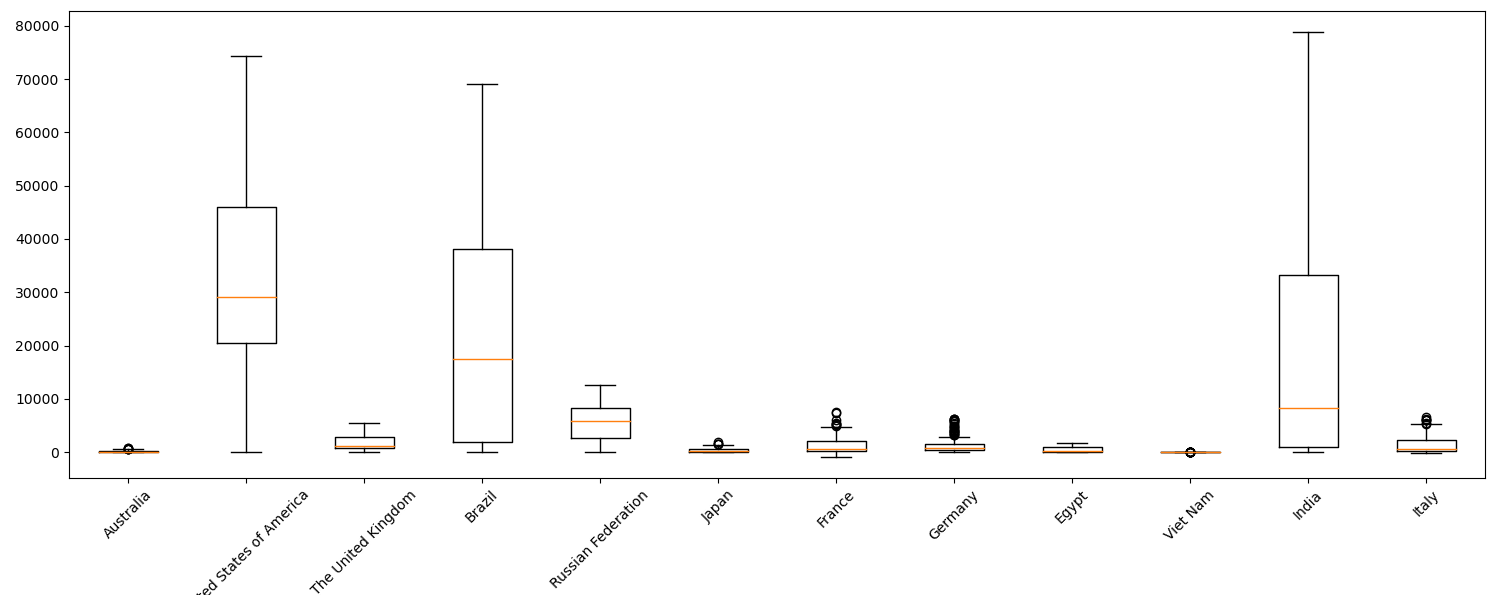 80000
70000
60000
50000
40000
30000
20000
10000
0
Australia
ted States of America
The United Kingdom
Brazil
Russian Federation
Japan
France
Germany
Egypt
Viet Nam
India
Italy